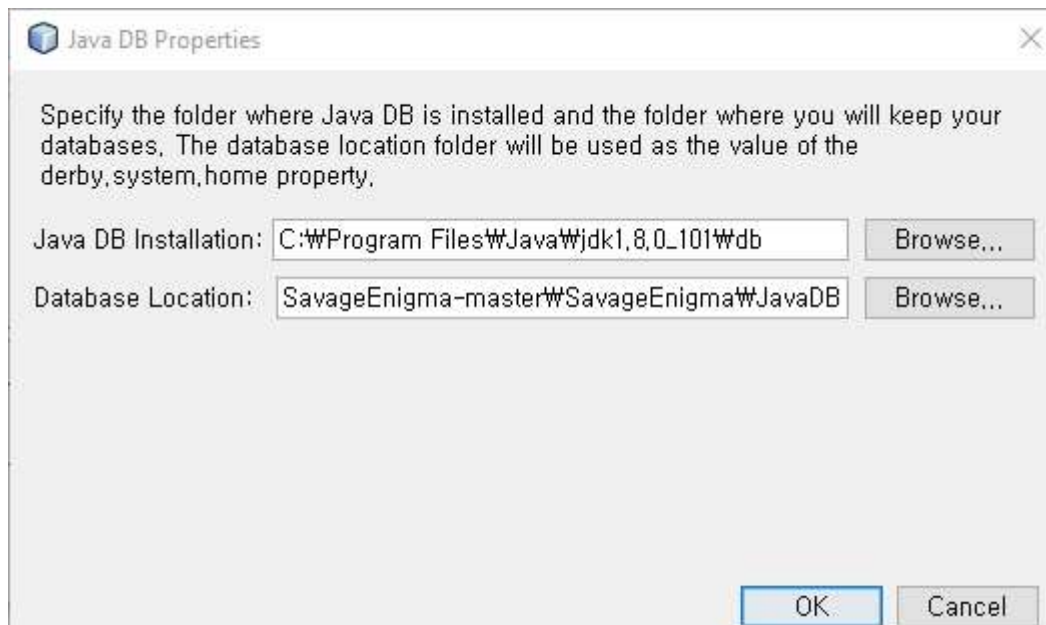 Java DB Properties
Specify the folder where Java DB is installed and the folder where you will keep your
databases, The database location folder will be used as the value of the
derby,system,home property,
Java DB Installation: C:₩Program Files₩Java₩jdk1,8,0_101₩db Browse,,,
Database Location: SavageEnigma-master₩SavageEnigma₩JavaDB Browse,,,
OK Cancel